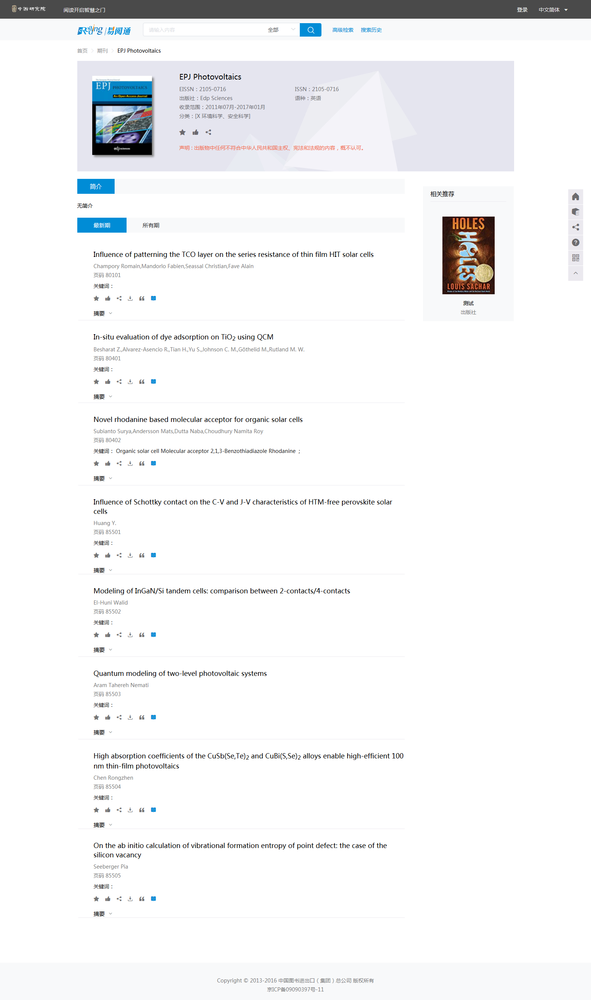 中国研究院
阅读开启智慧之门
登录
中文简体
eReading 易阅通
请输入内容
全部
高级检索
搜索历史
首页 > 期刊 > EPJ Photovoltaics
The European Physical Journal
EPJ PHOTOVOLTAICS
An Open Access Journal
edp sciences
EPJ Photovoltaics
EISSN：2105-0716
ISSN：2105-0716
出版社：Edp Sciences
语种：英语
收录范围：2011年07月-2017年01月
分类：[X 环境科学、安全科学]
声明：出版物中任何不符合中华人民共和国主权、宪法和法规的内容，概不认可。
简介
无简介
最新期
所有期
Influence of patterning the TCO layer on the series resistance of thin film HIT solar cells
Champory Romain,Mandorlo Fabien,Seassal Christian,Fave Alain
页码 80101
关键词：
摘要
In-situ evaluation of dye adsorption on TiO2 using QCM
Besharat Z.,Alvarez-Asencio R.,Tian H.,Yu S.,Johnson C. M.,Göthelid M.,Rutland M. W.
页码 80401
关键词：
摘要
Novel rhodanine based molecular acceptor for organic solar cells
Subianto Surya,Andersson Mats,Dutta Naba,Choudhury Namita Roy
页码 80402
关键词： Organic solar cell Molecular acceptor 2,1,3-Benzothiadiazole Rhodanine ；
摘要
Influence of Schottky contact on the C-V and J-V characteristics of HTM-free perovskite solar
cells
Huang Y.
页码 85501
关键词：
摘要
Modeling of InGaN/Si tandem cells: comparison between 2-contacts/4-contacts
El-Huni Walid
页码 85502
关键词：
摘要
Quantum modeling of two-level photovoltaic systems
Aram Tahereh Nemati
页码 85503
关键词：
摘要
High absorption coefficients of the CuSb(Se,Te)2 and CuBi(S,Se)2 alloys enable high-efficient 100
nm thin-film photovoltaics
Chen Rongzhen
页码 85504
关键词：
摘要
On the ab initio calculation of vibrational formation entropy of point defect: the case of the
silicon vacancy
Seeberger Pia
页码 85505
关键词：
摘要
相关推荐
HOLES
HOLES
LOUIS SACHAR
Winner of the Newbery Medal and the National Book Award
测试
出版社
Copyright © 2013-2016 中国图书进出口（集团）总公司 版权所有
京ICP备09090397号-11